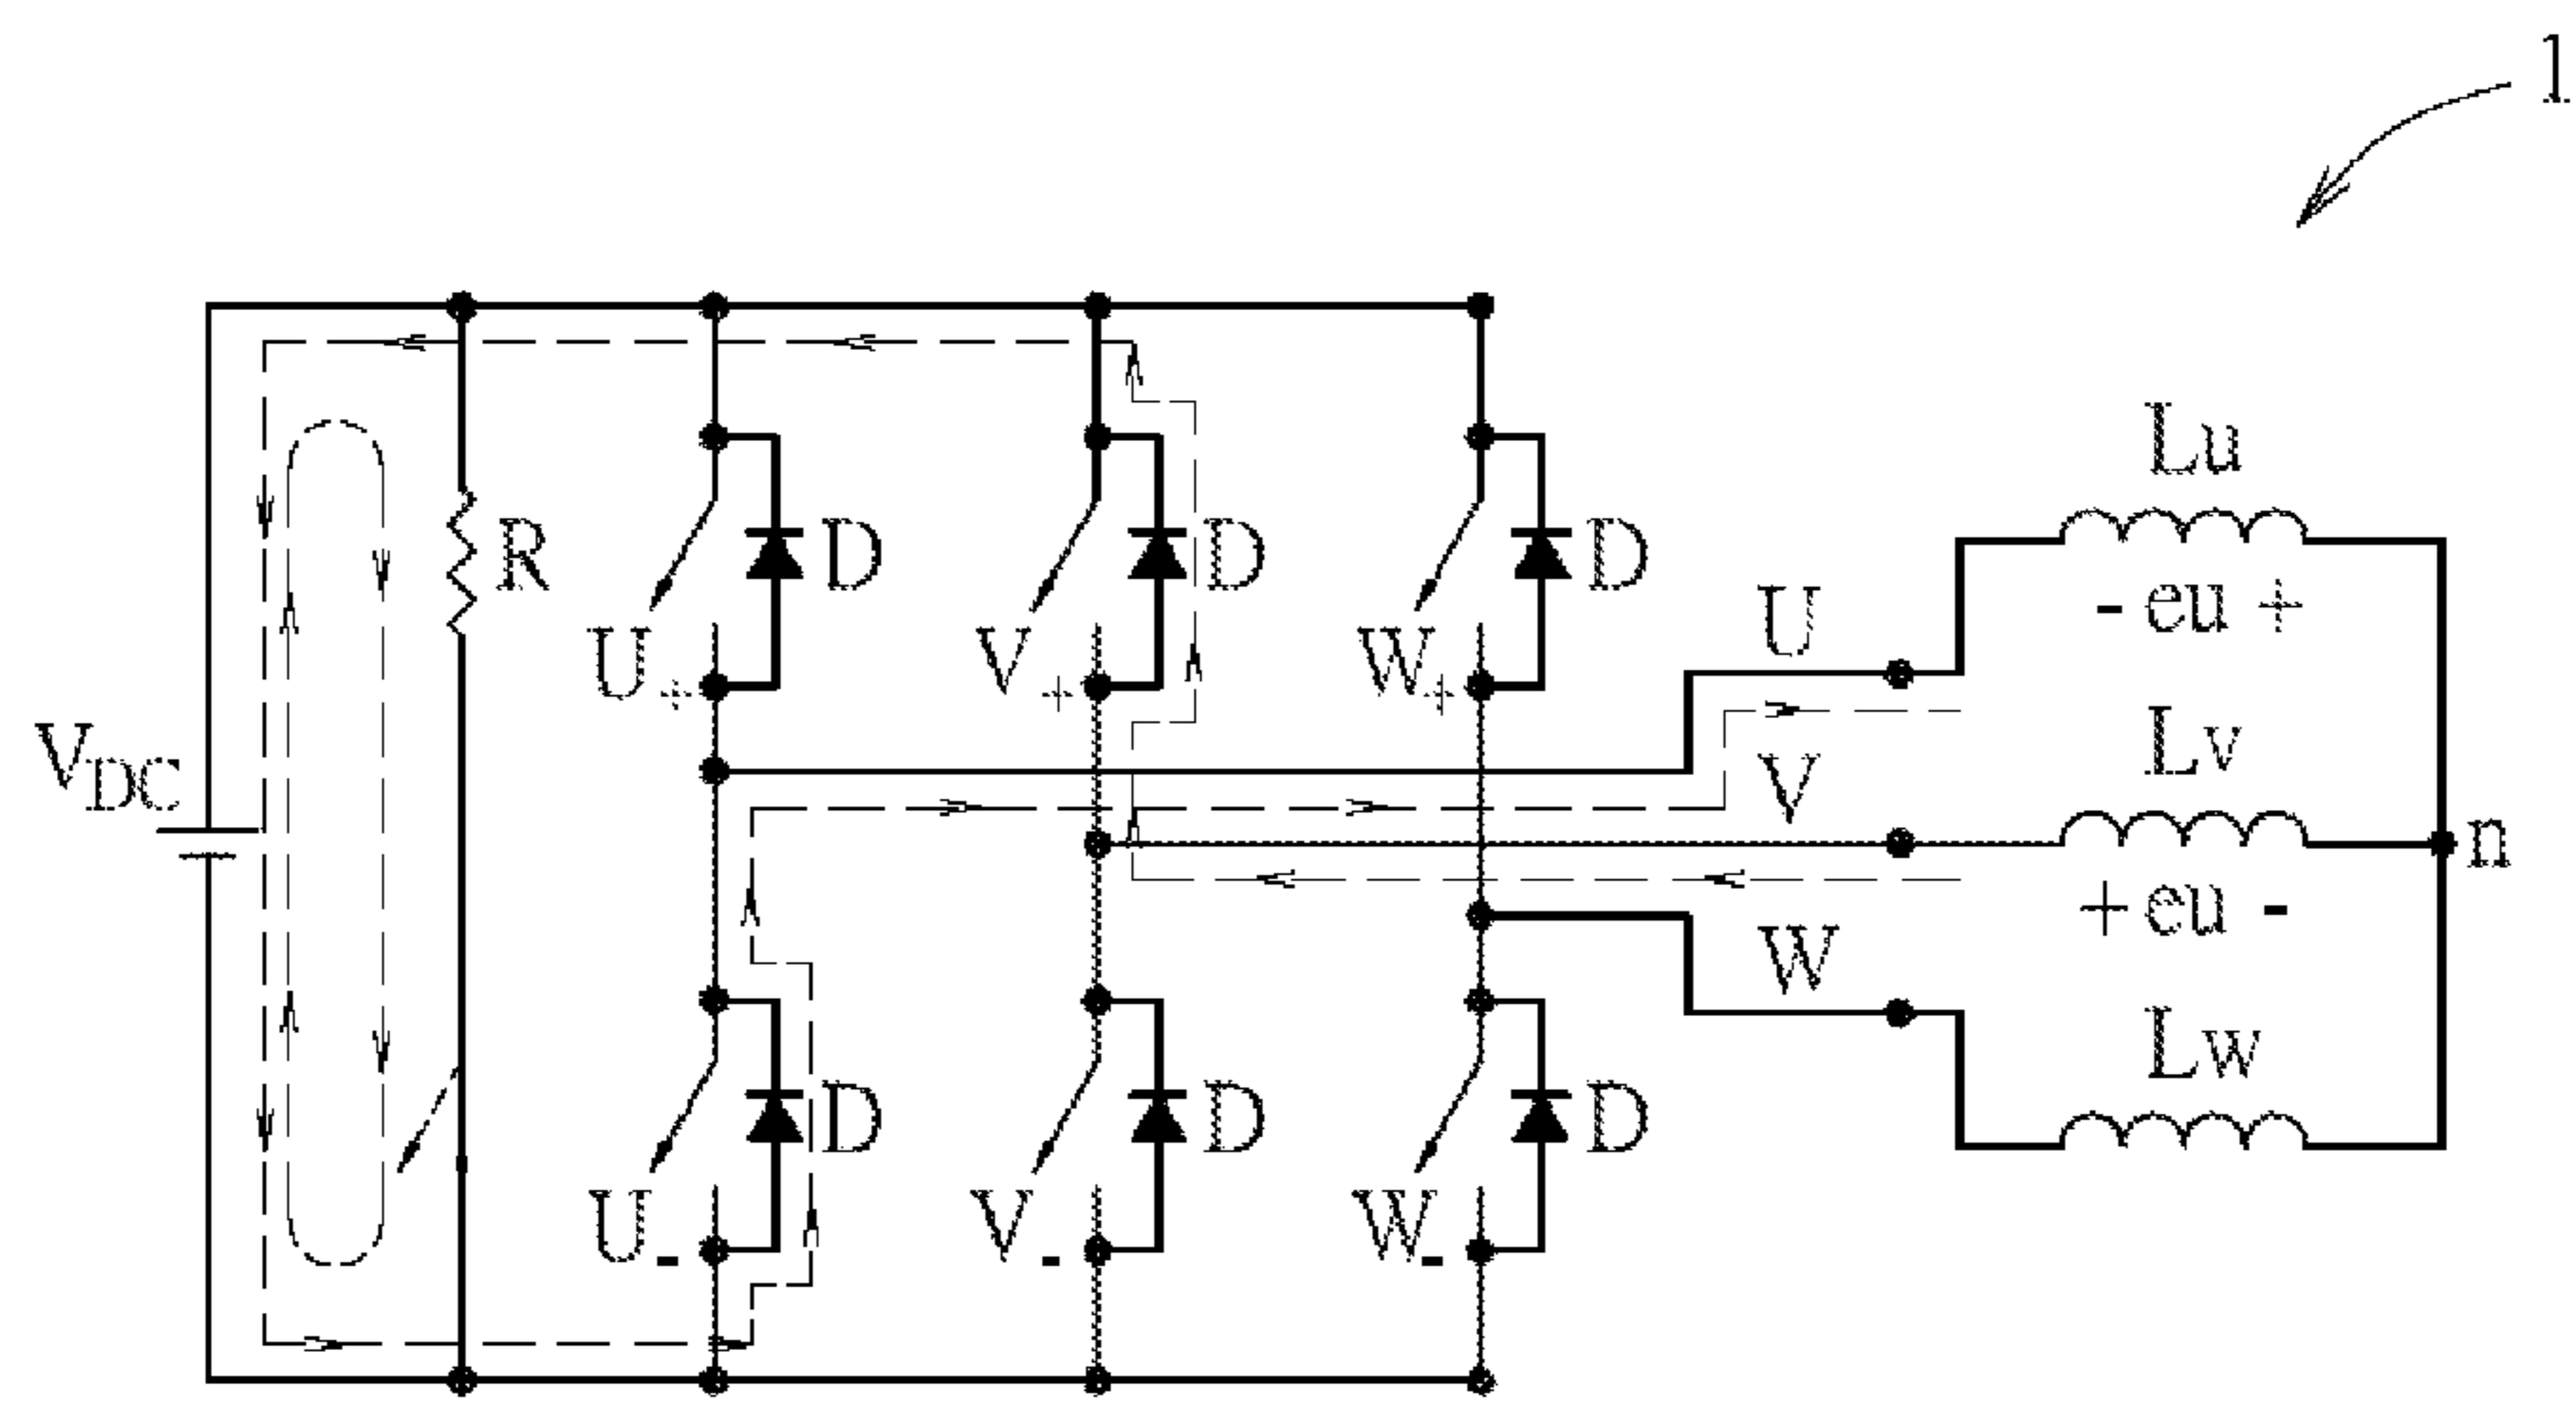 1
Lu
R
D
D
D
- eu +
U
U+
V+
W+
VDC
Lv
V
n
+ eu -
W
Lw
D
D
D
U-
V-
W-